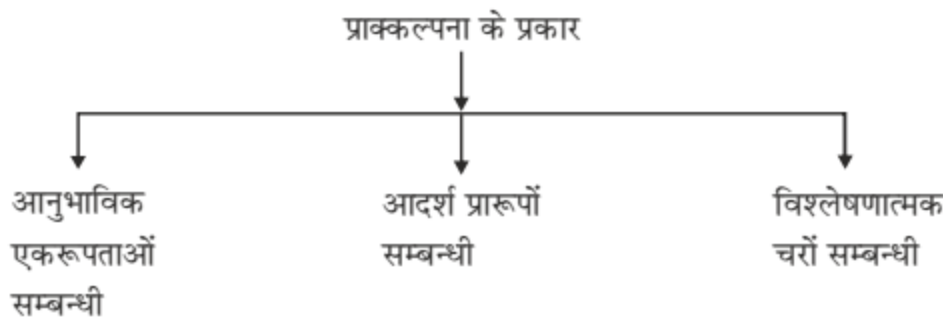 प्राक्कल्पना के प्रकार
आनुभाविक
एकरूपताओं
सम्बन्धी
आदर्श प्रारूपों
सम्बन्धी
विश्लेषणात्मक
चरों सम्बन्धी